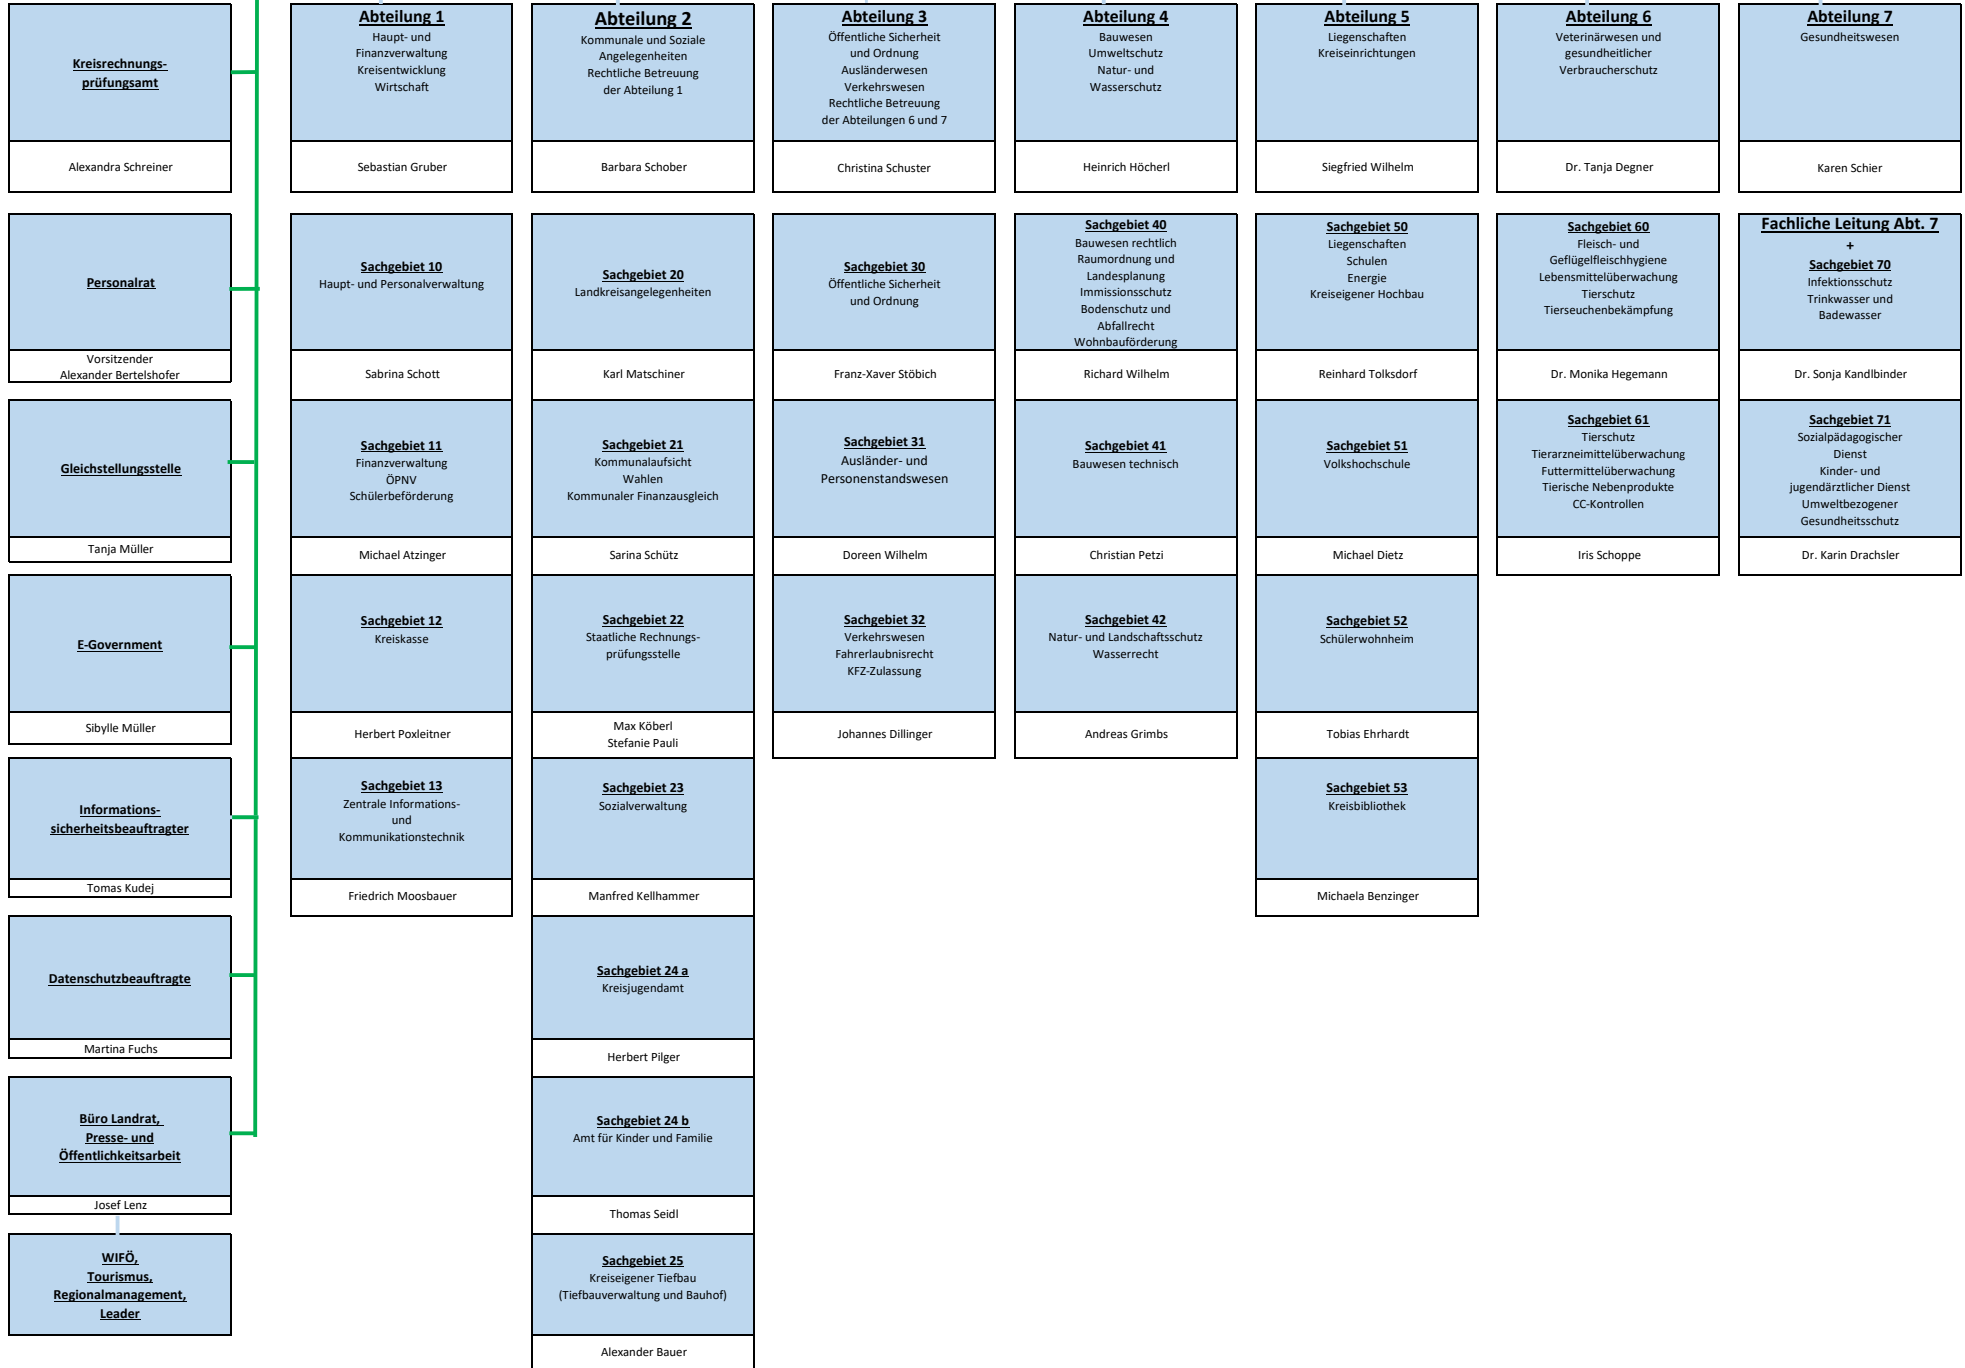 Kreisrechnungs-
prüfungsamt
Alexandra Schreiner
Personalrat
Vorsitzender
Alexander Bertelshofer
Gleichstellungsstelle
Tanja Müller
E-Government
Sibylle Müller
Informations-
sicherheitsbeauftragter
Tomas Kudej
Datenschutzbeauftragte
Martina Fuchs
Büro Landrat,
Presse- und
Öffentlichkeitsarbeit
Josef Lenz
WIFÖ,
Tourismus,
Regionalmanagement,
Leader
Abteilung 1
Haupt- und
Finanzverwaltung
Kreisentwicklung
Wirtschaft
Sebastian Gruber
Sachgebiet 10
Haupt- und Personalverwaltung
Sabrina Schott
Sachgebiet 11
Finanzverwaltung
ÖPNV
Schülerbeförderung
Michael Atzinger
Sachgebiet 12
Kreiskasse
Herbert Poxleitner
Sachgebiet 13
Zentrale Informations-
und
Kommunikationstechnik
Friedrich Moosbauer
Abteilung 2
Kommunale und Soziale
Angelegenheiten
Rechtliche Betreuung
der Abteilung 1
Barbara Schober
Sachgebiet 20
Landkreisangelegenheiten
Karl Matschiner
Sachgebiet 21
Kommunalaufsicht
Wahlen
Kommunaler Finanzausgleich
Sarina Schütz
Sachgebiet 22
Staatliche Rechnungs-
prüfungsstelle
Max Köberl
Stefanie Pauli
Sachgebiet 23
Sozialverwaltung
Manfred Kellhammer
Sachgebiet 24 a
Kreisjugendamt
Herbert Pilger
Sachgebiet 24 b
Amt für Kinder und Familie
Thomas Seidl
Sachgebiet 25
Kreiseigener Tiefbau
(Tiefbauverwaltung und Bauhof)
Alexander Bauer
Abteilung 3
Öffentliche Sicherheit
und Ordnung
Ausländerwesen
Verkehrswesen
Rechtliche Betreuung
der Abteilungen 6 und 7
Christina Schuster
Sachgebiet 30
Öffentliche Sicherheit
und Ordnung
Franz-Xaver Stöbich
Sachgebiet 31
Ausländer- und
Personenstandswesen
Doreen Wilhelm
Sachgebiet 32
Verkehrswesen
Fahrerlaubnisrecht
KFZ-Zulassung
Johannes Dillinger
Abteilung 4
Bauwesen
Umweltschutz
Natur- und
Wasserschutz
Heinrich Höcherl
Sachgebiet 40
Bauwesen rechtlich
Raumordnung und
Landesplanung
Immissionsschutz
Bodenschutz und
Abfallrecht
Wohnbauförderung
Richard Wilhelm
Sachgebiet 41
Bauwesen technisch
Christian Petzi
Sachgebiet 42
Natur- und Landschaftsschutz
Wasserrecht
Andreas Grimbs
Abteilung 5
Liegenschaften
Kreiseinrichtungen
Siegfried Wilhelm
Sachgebiet 50
Liegenschaften
Schulen
Energie
Kreiseigener Hochbau
Reinhard Tolksdorf
Sachgebiet 51
Volkshochschule
Michael Dietz
Sachgebiet 52
Schülerwohnheim
Tobias Ehrhardt
Sachgebiet 53
Kreisbibliothek
Michaela Benzinger
Abteilung 6
Veterinärwesen und
gesundheitlicher
Verbraucherschutz
Dr. Tanja Degner
Sachgebiet 60
Fleisch- und
Geflügelfleischhygiene
Lebensmittelüberwachung
Tierschutz
Tierseuchenbekämpfung
Dr. Monika Hegemann
Sachgebiet 61
Tierschutz
Tierarzneimittelüberwachung
Futtermittelüberwachung
Tierische Nebenprodukte
CC-Kontrollen
Iris Schoppe
Abteilung 7
Gesundheitswesen
Karen Schier
Fachliche Leitung Abt. 7
+
Sachgebiet 70
Infektionsschutz
Trinkwasser und
Badewasser
Dr. Sonja Kandlbinder
Sachgebiet 71
Sozialpädagogischer
Dienst
Kinder- und
jugendärztlicher Dienst
Umweltbezogener
Gesundheitsschutz
Dr. Karin Drachsler